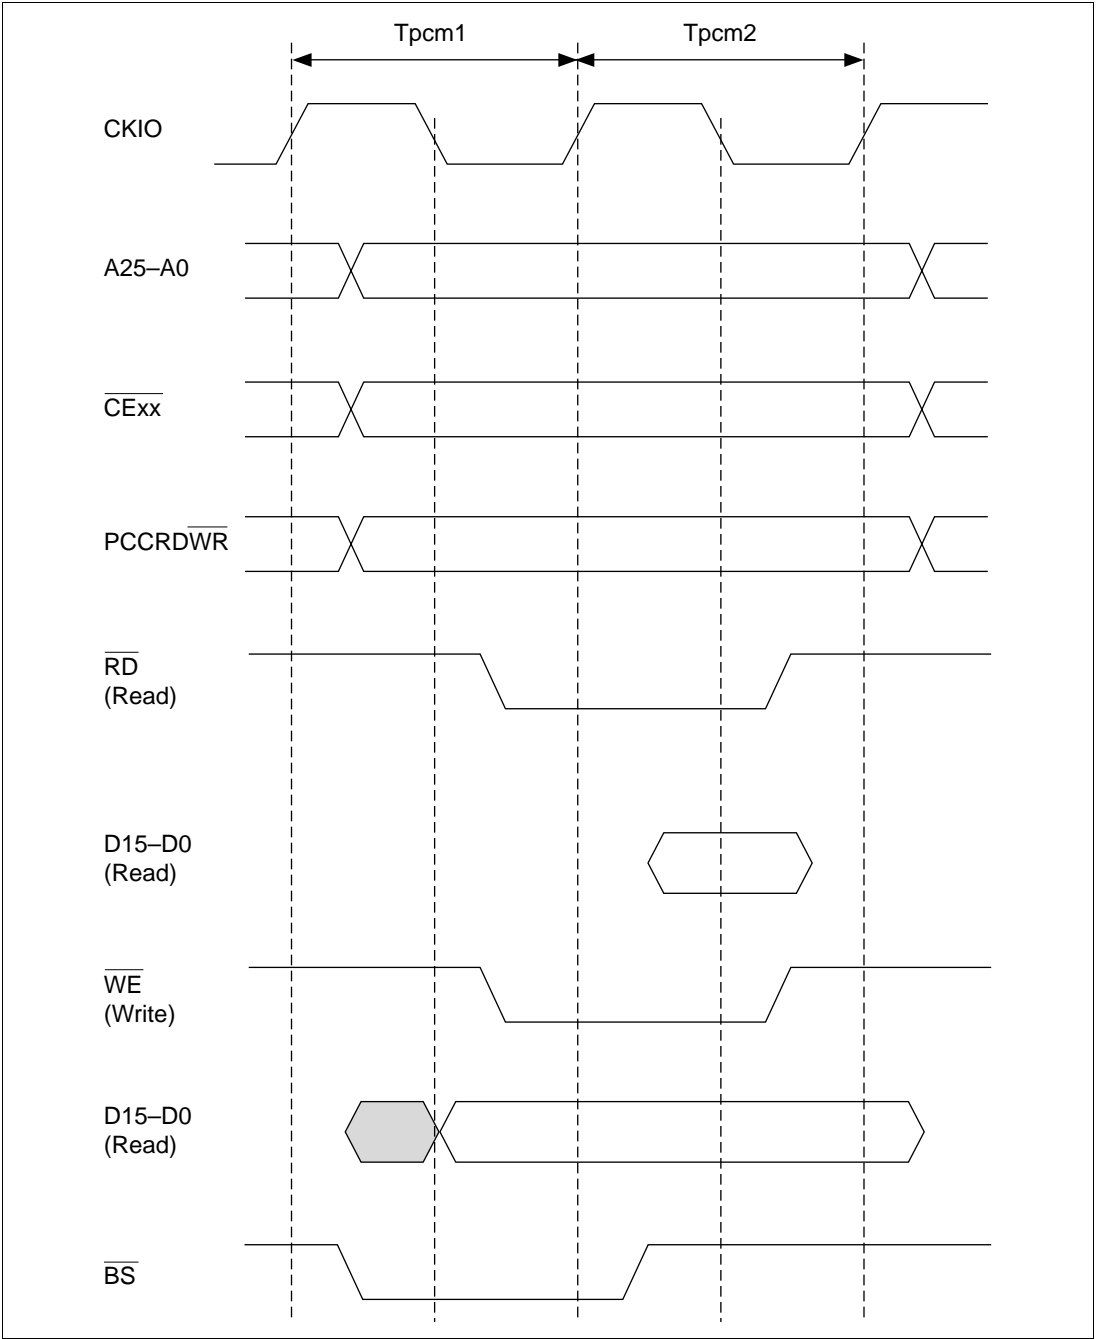 Tpcm1 Tpcm2
CKIO
A25–A0
CExx
PCCRDWR
RD
(Read)
D15–D0
(Read)
WE
(Write)
D15–D0
(Read)
BS